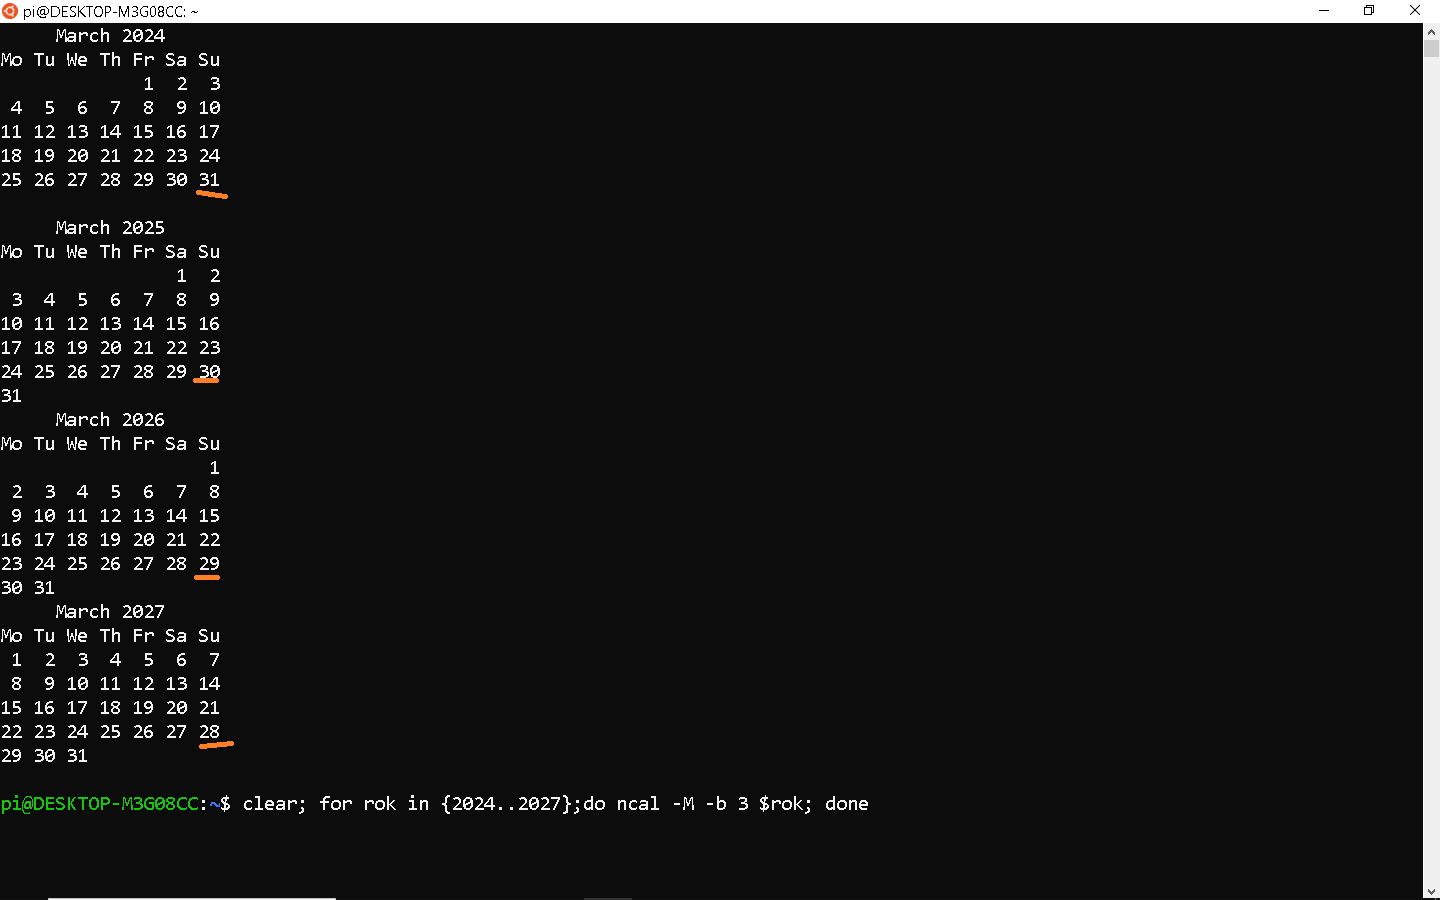 pi@DESKTOP-M3G08CC: ~
     March 2024
Mo Tu We Th Fr Sa Su
             1  2  3
 4  5  6  7  8  9 10
11 12 13 14 15 16 17
18 19 20 21 22 23 24
25 26 27 28 29 30 31
     March 2025
Mo Tu We Th Fr Sa Su
                1  2
 3  4  5  6  7  8  9
10 11 12 13 14 15 16
17 18 19 20 21 22 23
24 25 26 27 28 29 30
31
     March 2026
Mo Tu We Th Fr Sa Su
                   1
 2  3  4  5  6  7  8
 9 10 11 12 13 14 15
16 17 18 19 20 21 22
23 24 25 26 27 28 29
30 31
     March 2027
Mo Tu We Th Fr Sa Su
 1  2  3  4  5  6  7
 8  9 10 11 12 13 14
15 16 17 18 19 20 21
22 23 24 25 26 27 28
29 30 31
pi@DESKTOP-M3G08CC:~$ clear; for rok in {2024..2027};do ncal -M -b 3 $rok; done